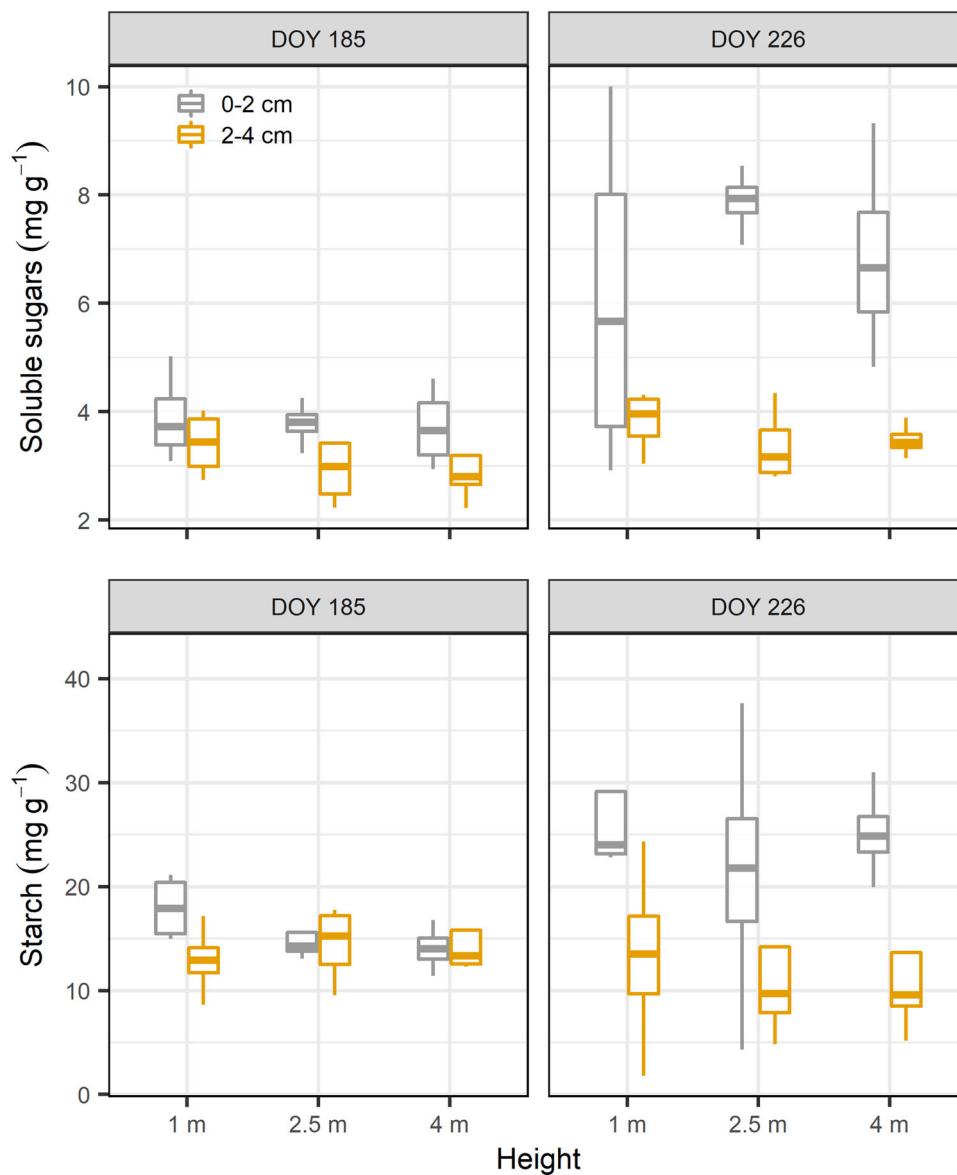 DOY 185 DOY 226
0-2 cm
2-4 cm
Soluble sugars (mg g⁻¹)
10
8
6
4
2
DOY 185 DOY 226
Starch (mg g⁻¹)
40
30
20
10
0
1 m 2.5 m 4 m 1 m 2.5 m 4 m
Height